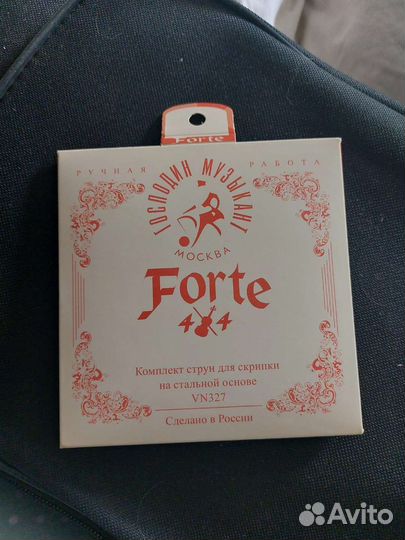 Forte
РУЧНАЯ РАБОТА
ГОСПОДИН МУЗЫКАНТ
МОСКВА
Forte
4 4
Комплект струн для скрипки
на стальной основе
VN327
Сделано в России
Avito